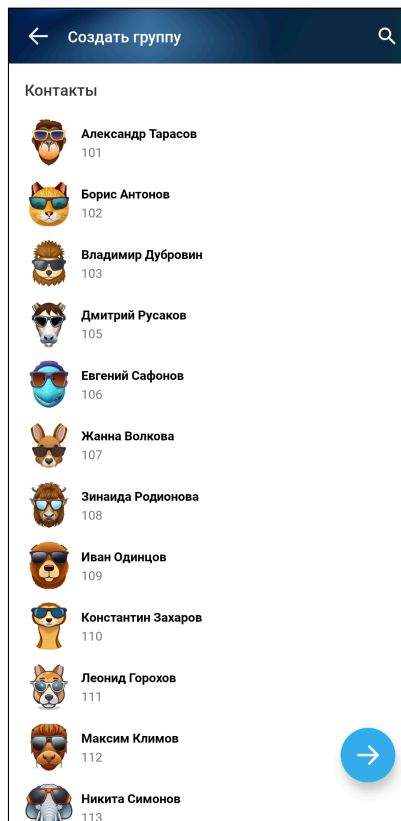 Создать группу
Контакты
Александр Тарасов
101
Борис Антонов
102
Владимир Дубровин
103
Дмитрий Русаков
105
Евгений Сафонов
106
Жанна Волкова
107
Зинаида Родионова
108
Иван Одинцов
109
Константин Захаров
110
Леонид Горохов
111
Максим Климов
112
Никита Симонов
113